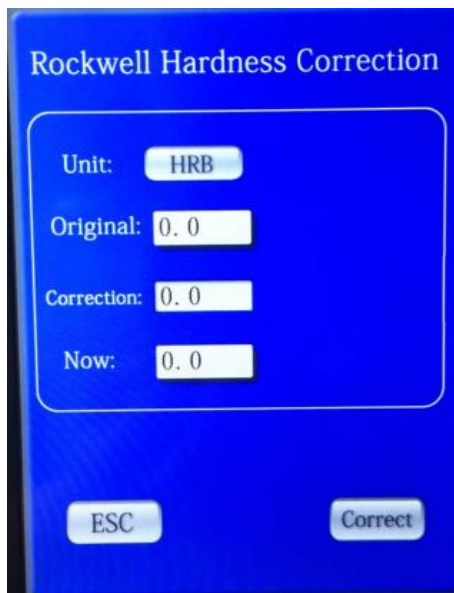 Rockwell Hardness Correction
Unit: HRB
Original: 0. 0
Correction: 0. 0
Now: 0. 0
ESC Correct